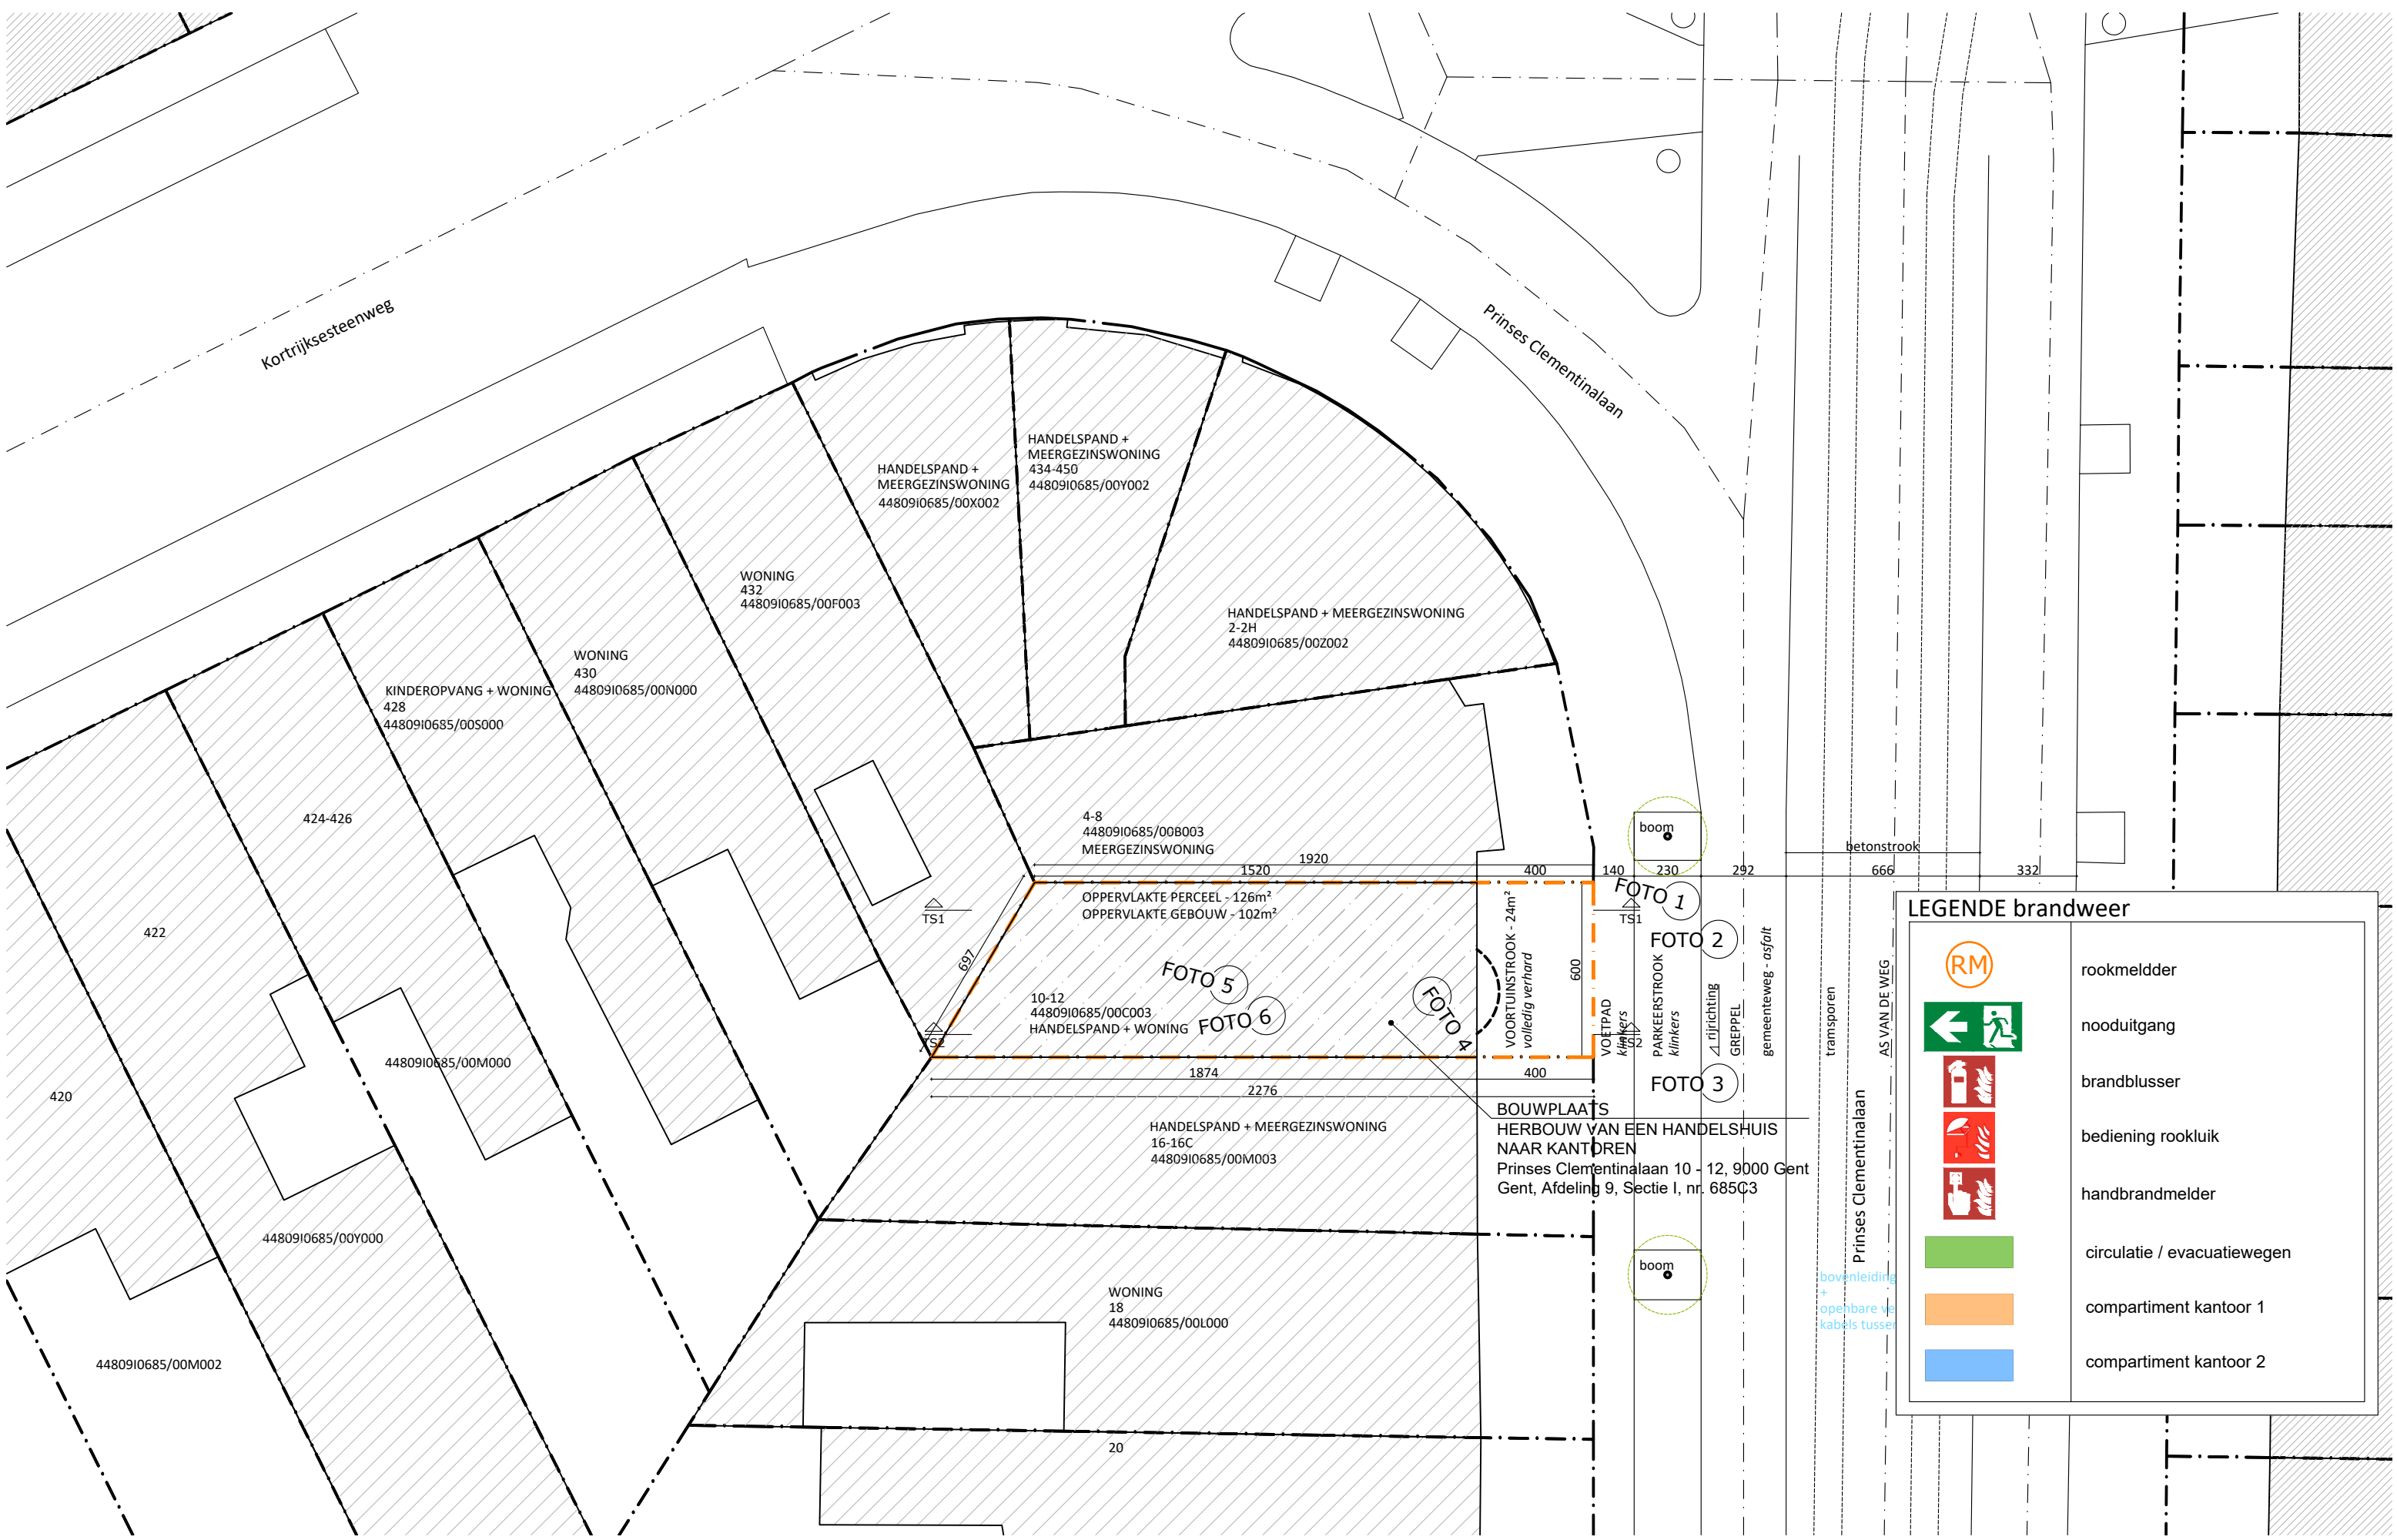 Kortrijksesteenweg
Prinses Clementinalaan
HANDELSPAND +
MEERGEZINSWONING
434-450
44809I0685/00Y002
HANDELSPAND +
MEERGEZINSWONING
44809I0685/00X002
WONING
432
44809I0685/00F003
HANDELSPAND + MEERGEZINSWONING
2-2H
44809I0685/00Z002
WONING
430
44809I0685/00N000
KINDEROPVANG + WONING
428
44809I0685/00S000
424-426
422
420
44809I0685/00M000
44809I0685/00Y000
44809I0685/00M002
4-8
44809I0685/00B003
MEERGEZINSWONING
boom
betonstrook
1920
1520
400
140
230
292
666
332
OPPERVLAKTE PERCEEL - 126m²
OPPERVLAKTE GEBOUW - 102m²
TS1
TS1
697
600
FOTO 1
FOTO 2
FOTO 5
FOTO 6
FOTO 4
FOTO 3
10-12
44809I0685/00C003
HANDELSPAND + WONING
TS2
TS2
VOORTUINSTROOK - 24m²
volledig verhard
VOETPAD
klinkers
PARKEERSTROOK
klinkers
rijrichting
GREPPEL
gemeenteweg - asfalt
tramsporen
AS VAN DE WEG
Prinses Clementinalaan
1874
400
2276
HANDELSPAND + MEERGEZINSWONING
16-16C
44809I0685/00M003
BOUWPLAATS
HERBOUW VAN EEN HANDELSHUIS
NAAR KANTOREN
Prinses Clementinalaan 10 - 12, 9000 Gent
Gent, Afdeling 9, Sectie I, nr. 685C3
boom
bovenleiding
+
openbare ve
kabels tusser
WONING
18
44809I0685/00L000
20
LEGENDE brandweer
RM
rookmeldder
nooduitgang
brandblusser
bediening rookluik
handbrandmelder
circulatie / evacuatiewegen
compartiment kantoor 1
compartiment kantoor 2